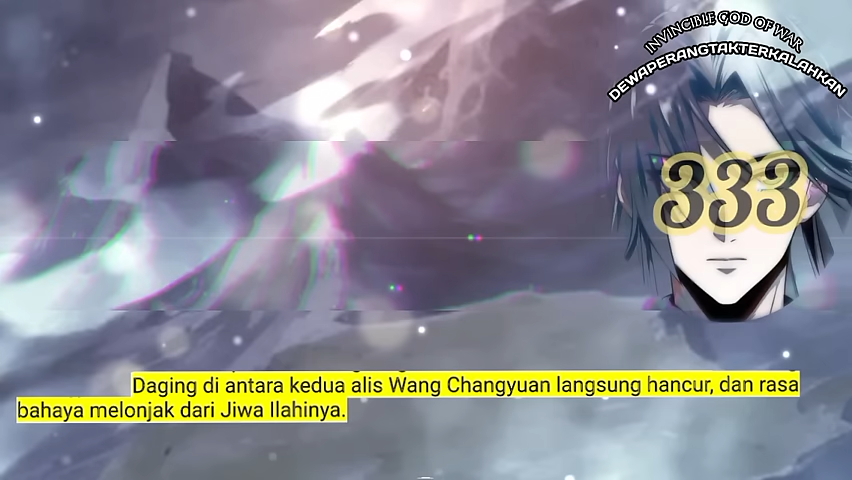 INVINCIBLE GOD OF WAR
DEWAPERANGTAKTERKALAHKAN
333
Daging di antara kedua alis Wang Changyuan langsung hancur, dan rasa
bahaya melonjak dari Jiwa Ilahinya.